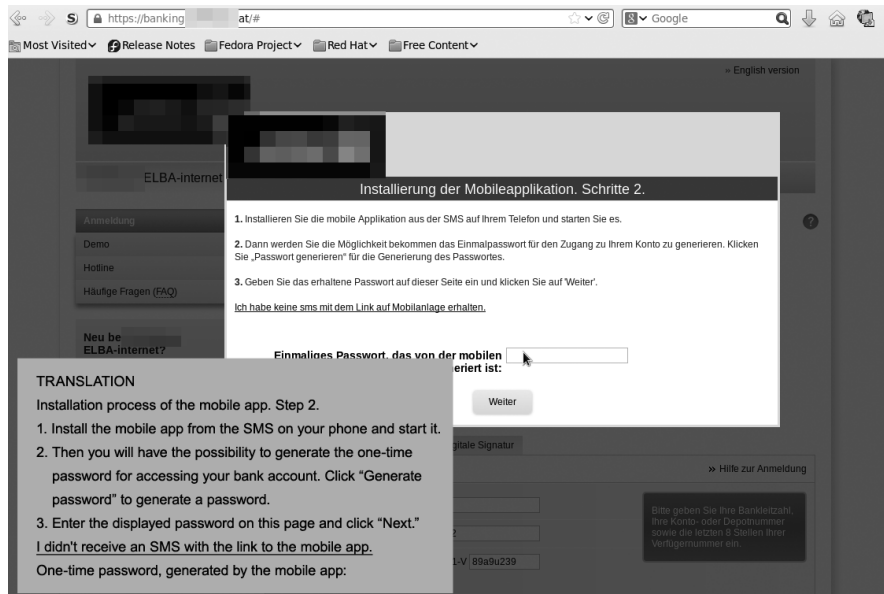 https://banking
at/#
Google
Most Visited
Release Notes
Fedora Project
Red Hat
Free Content
» English version
ELBA-internet
Anmeldung
Demo
Hotline
Häufige Fragen (FAQ)
Neu be
ELBA-internet?
Installierung der Mobileapplikation. Schritte 2.
1. Installieren Sie die mobile Applikation aus der SMS auf Ihrem Telefon und starten Sie es.
2. Dann werden Sie die Möglichkeit bekommen das Einmalpasswort für den Zugang zu Ihrem Konto zu generieren. Klicken
Sie „Passwort generieren“ für die Generierung des Passwortes.
3. Geben Sie das erhaltene Passwort auf dieser Seite ein und klicken Sie auf 'Weiter'.
Ich habe keine sms mit dem Link auf Mobilanlage erhalten.
Einmaliges Passwort, das von der mobilen
eriert ist:
Weiter
gitale Signatur
» Hilfe zur Anmeldung
Bitte geben Sie Ihre Bankleitzahl,
Ihre Konto- oder Depotnummer
sowie die letzten 8 Stellen Ihrer
Verfügernummer ein.
2
1-V 89a9u239
TRANSLATION
Installation process of the mobile app. Step 2.
1. Install the mobile app from the SMS on your phone and start it.
2. Then you will have the possibility to generate the one-time
password for accessing your bank account. Click “Generate
password” to generate a password.
3. Enter the displayed password on this page and click “Next.”
I didn't receive an SMS with the link to the mobile app.
One-time password, generated by the mobile app: